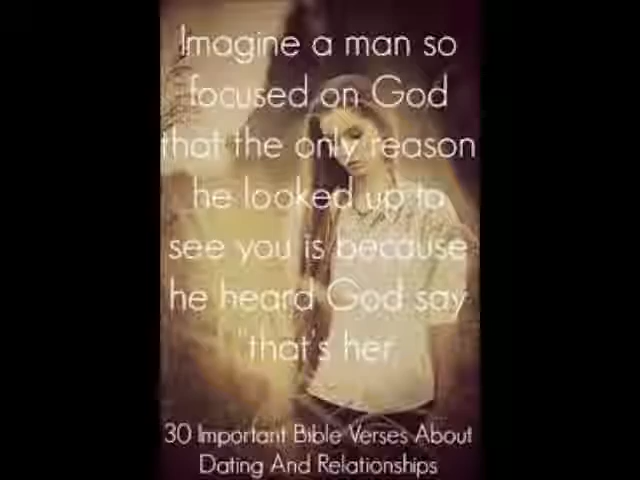 Imagine a man so
focused on God
that the only reason
he looked up to
see you is because
he heard God say
"that's her
30 Important Bible Verses About
Dating And Relationships